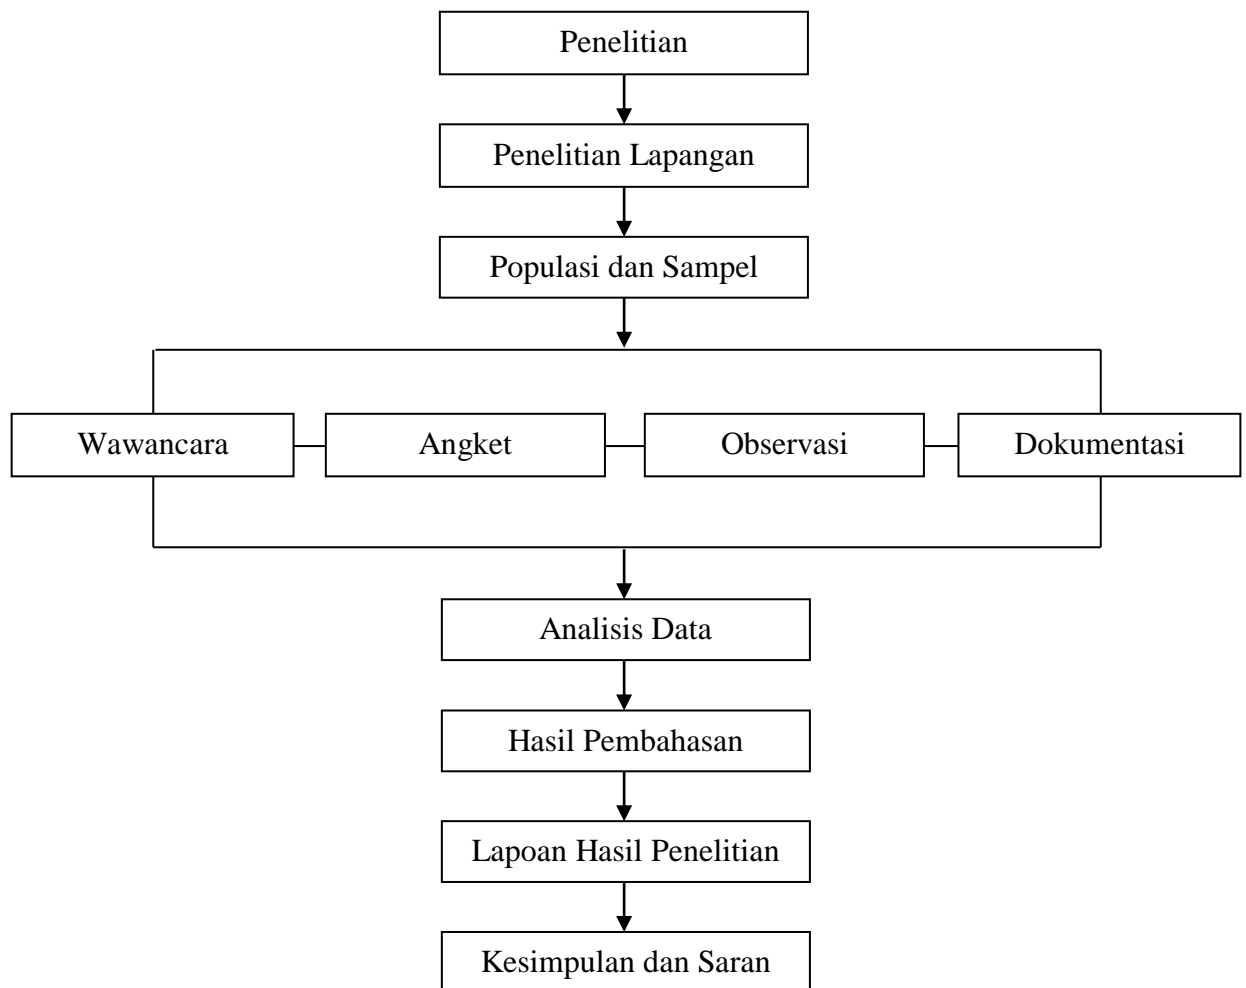 Penelitian
Penelitian Lapangan
Populasi dan Sampel
Wawancara
Angket
Observasi
Dokumentasi
Analisis Data
Hasil Pembahasan
Lapoan Hasil Penelitian
Kesimpulan dan Saran